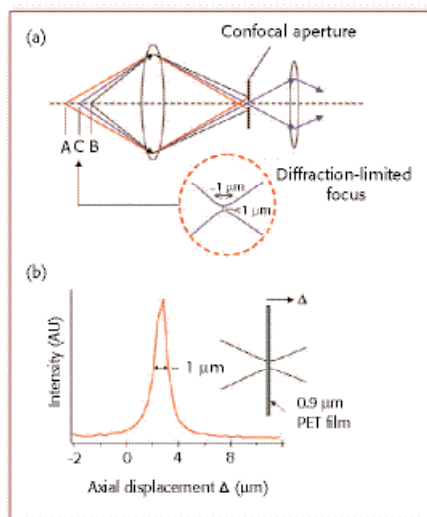 (a)
Confocal aperture
A C B
Diffraction-limited
focus
~1 μm
<1 μm
(b)
Intensity (AU)
1 μm
Δ
0.9 μm
PET film
-2 0 4 8
Axial displacement Δ (μm)